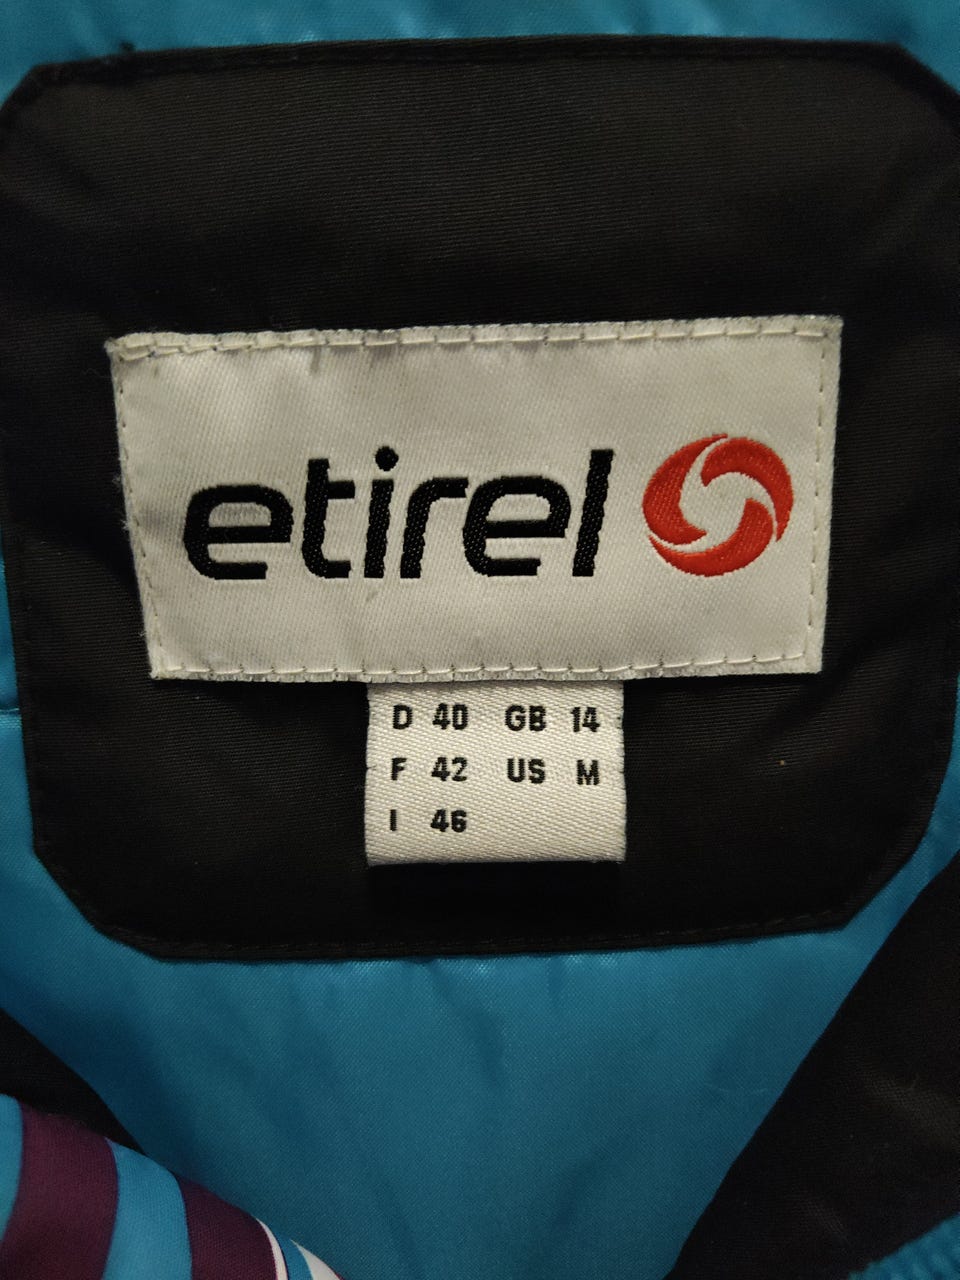 etirel
D 40 GB 14
F 42 US M
I 46